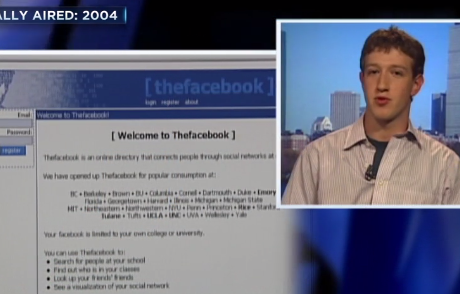 ALLY AIRED: 2004
[ thefacebook ]
login register about
Email:
Password:
register
Welcome to Thefacebook!
[ Welcome to Thefacebook ]
Thefacebook is an online directory that connects people through social networks at
We have opened up Thefacebook for popular consumption at:
BC • Berkeley • Brown • BU • Columbia • Cornell • Dartmouth • Duke • Emory
Florida • Georgetown • Harvard • Illinois • Michigan • Michigan State
MIT • Northeastern • Northwestern • NYU • Penn • Princeton • Rice • Stanfo
Tulane • Tufts • UCLA • UNC • UVA • Wellesley • Yale
Your facebook is limited to your own college or university.
You can use Thefacebook to:
• Search for people at your school
• Find out who is in your classes
• Look up your friends' friends
• See a visualization of your social network